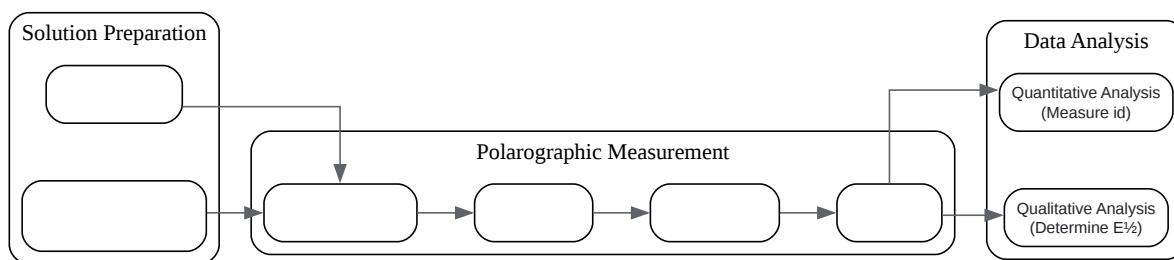 Solution Preparation
Polarographic Measurement
Data Analysis
Quantitative Analysis
(Measure id)
Qualitative Analysis
(Determine E½)